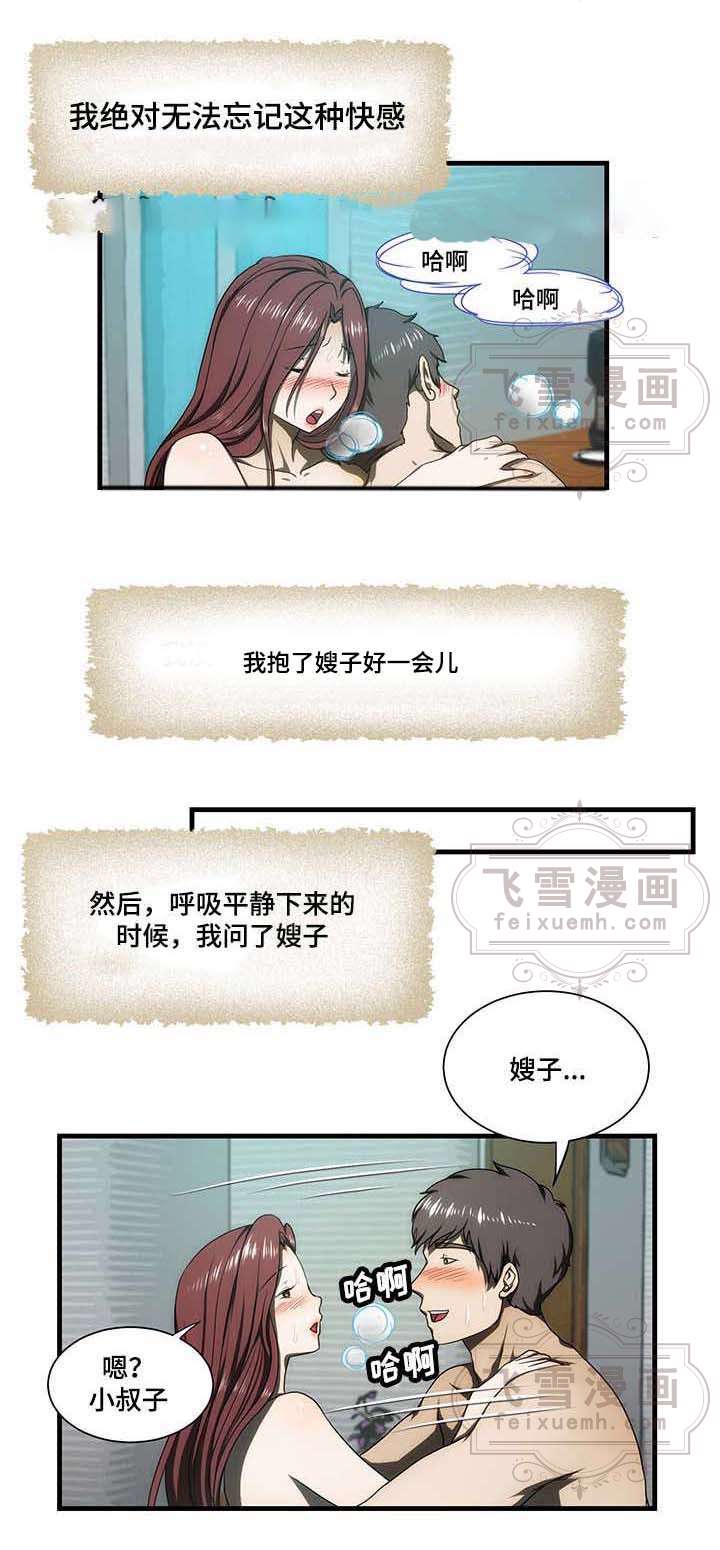 我绝对无法忘记这种快感
哈啊
哈啊
飞雪漫画
feixuemh.com
我抱了嫂子好一会儿
飞雪漫画
feixuemh.com
然后，呼吸平静下来的
时候，我问了嫂子
嫂子...
哈啊
哈啊
嗯？
小叔子
飞雪漫画
feixuemh.com